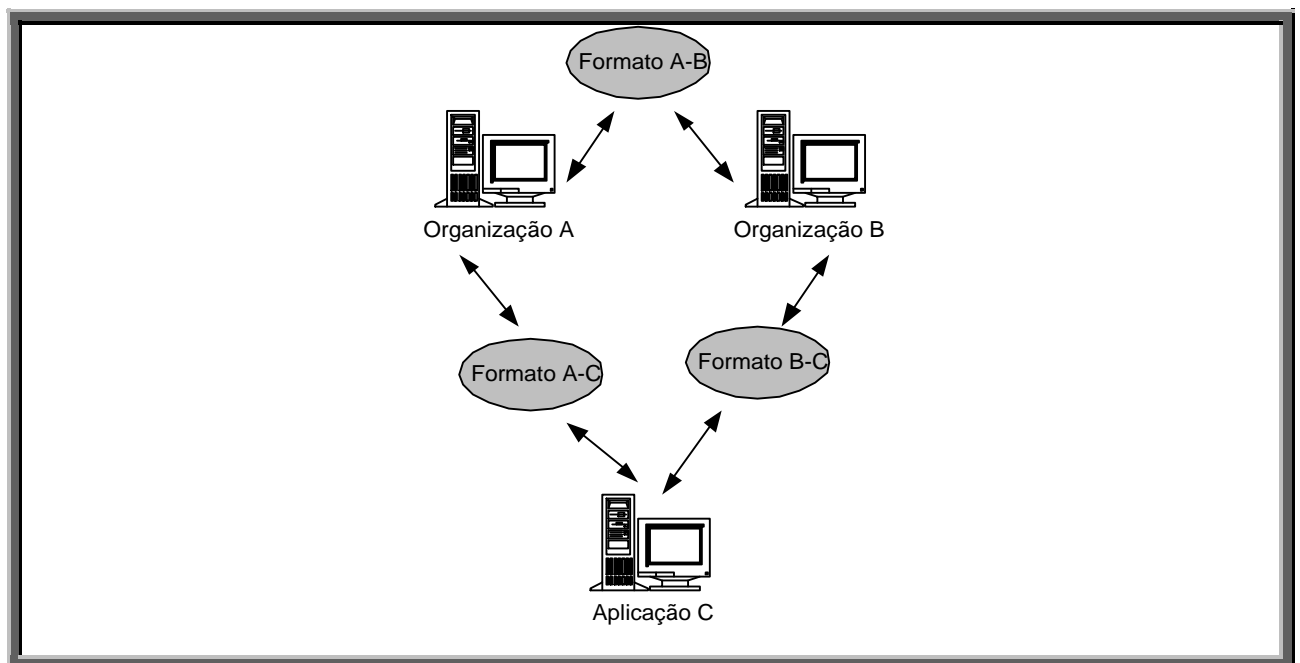 Formato A-B
Organização A
Organização B
Formato A-C
Formato B-C
Aplicação C